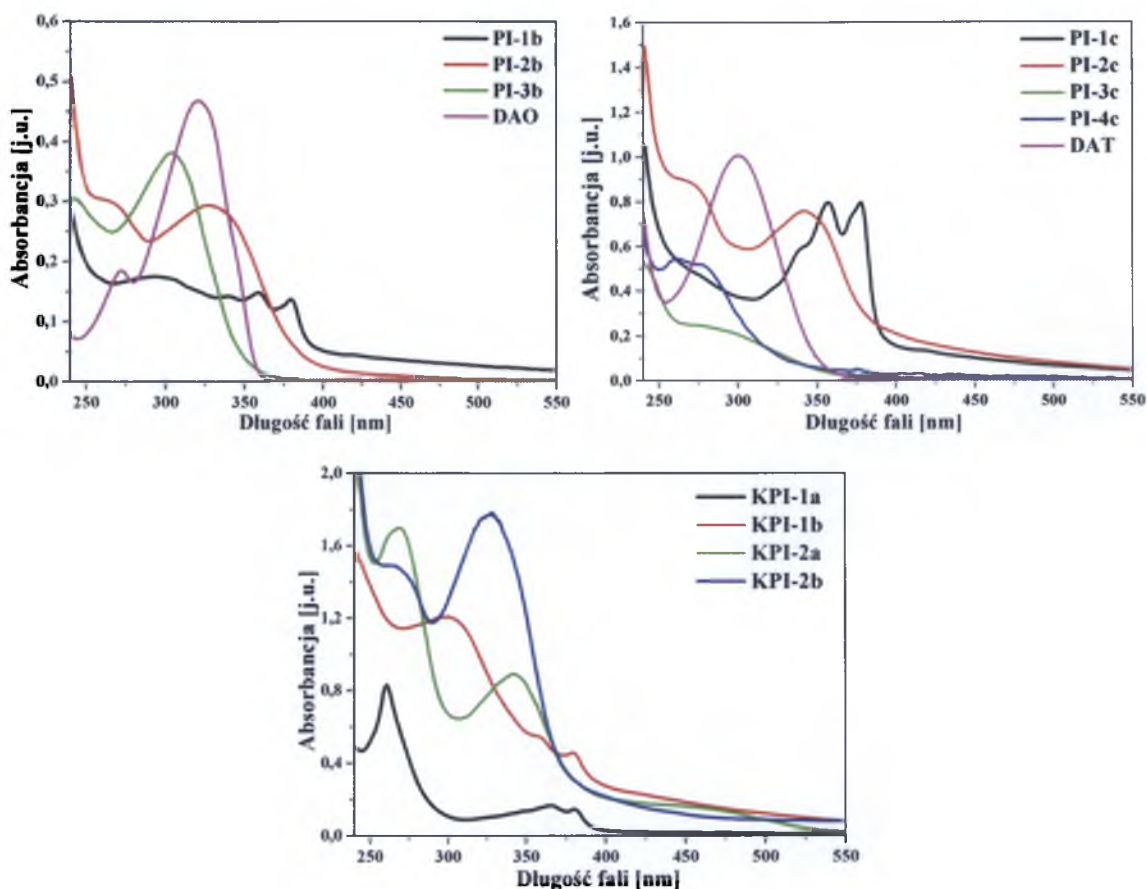 0,6
0,5
0,4
0,3
0,2
0,1
0,0
Absorbancja [j.u.]
PI-1b
PI-2b
PI-3b
DAO
250 300 350 400 450 500 550
Długość fali [nm]
1,6
1,4
1,2
1,0
0,8
0,6
0,4
0,2
0,0
Absorbancja [j.u.]
PI-1c
PI-2c
PI-3c
PI-4c
DAT
250 300 350 400 450 500 550
Długość fali [nm]
2,0
1,6
1,2
0,8
0,4
0,0
Absorbancja [j.u.]
KPI-1a
KPI-1b
KPI-2a
KPI-2b
250 300 350 400 450 500 550
Długość fali [nm]